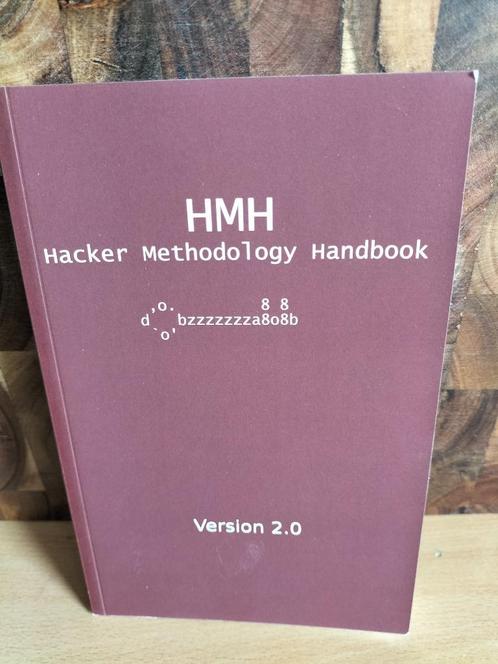 HMH
Hacker Methodology Handbook
,o.          8 8
d   bzzzzzzza8o8b
`o'
Version 2.0